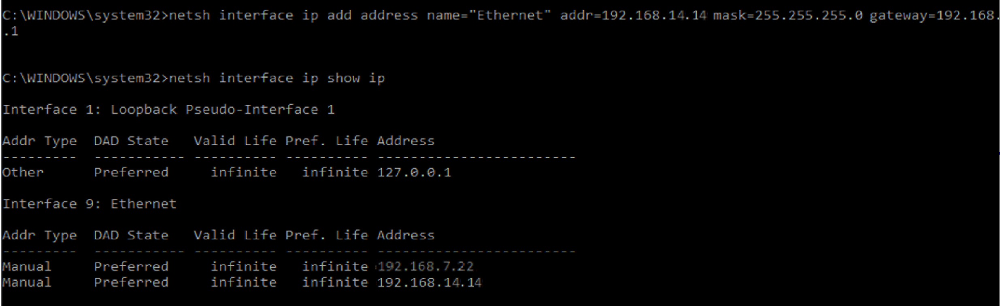 C:\WINDOWS\system32>netsh interface ip add address name="Ethernet" addr=192.168.14.14 mask=255.255.255.0 gateway=192.168.
.1
C:\WINDOWS\system32>netsh interface ip show ip
Interface 1: Loopback Pseudo-Interface 1
Addr Type  DAD State   Valid Life Pref. Life Address
---------  ----------- ---------- ---------- ------------------------
Other      Preferred     infinite   infinite 127.0.0.1
Interface 9: Ethernet
Addr Type  DAD State   Valid Life Pref. Life Address
---------  ----------- ---------- ---------- ------------------------
Manual     Preferred     infinite   infinite 192.168.7.22
Manual     Preferred     infinite   infinite 192.168.14.14